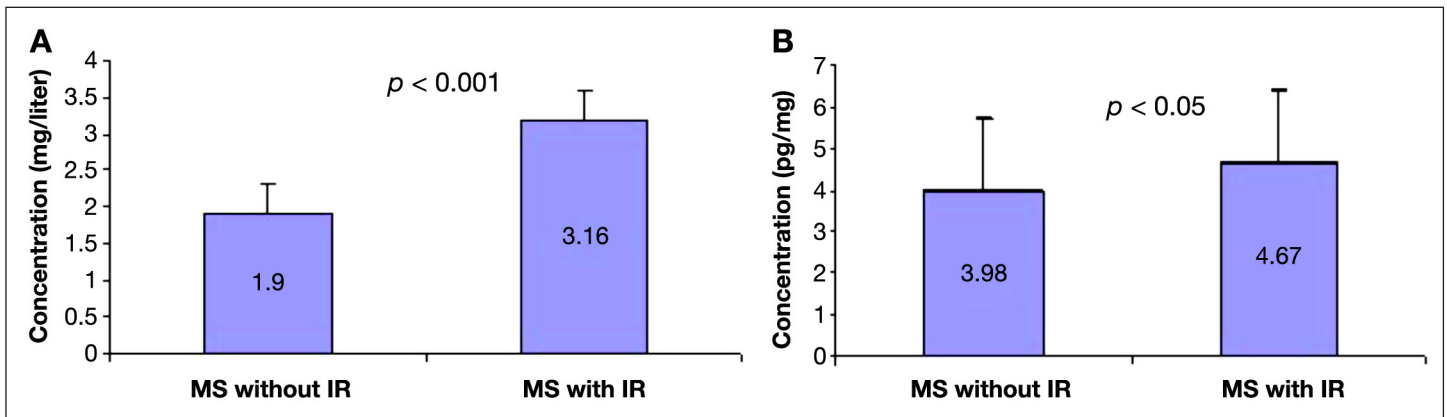 A
Concentration (mg/liter)
4
3.5
3
2.5
2
1.5
1
0.5
0
p < 0.001
1.9
3.16
MS without IR
MS with IR
B
Concentration (pg/mg)
7
6
5
4
3
2
1
0
p < 0.05
3.98
4.67
MS without IR
MS with IR